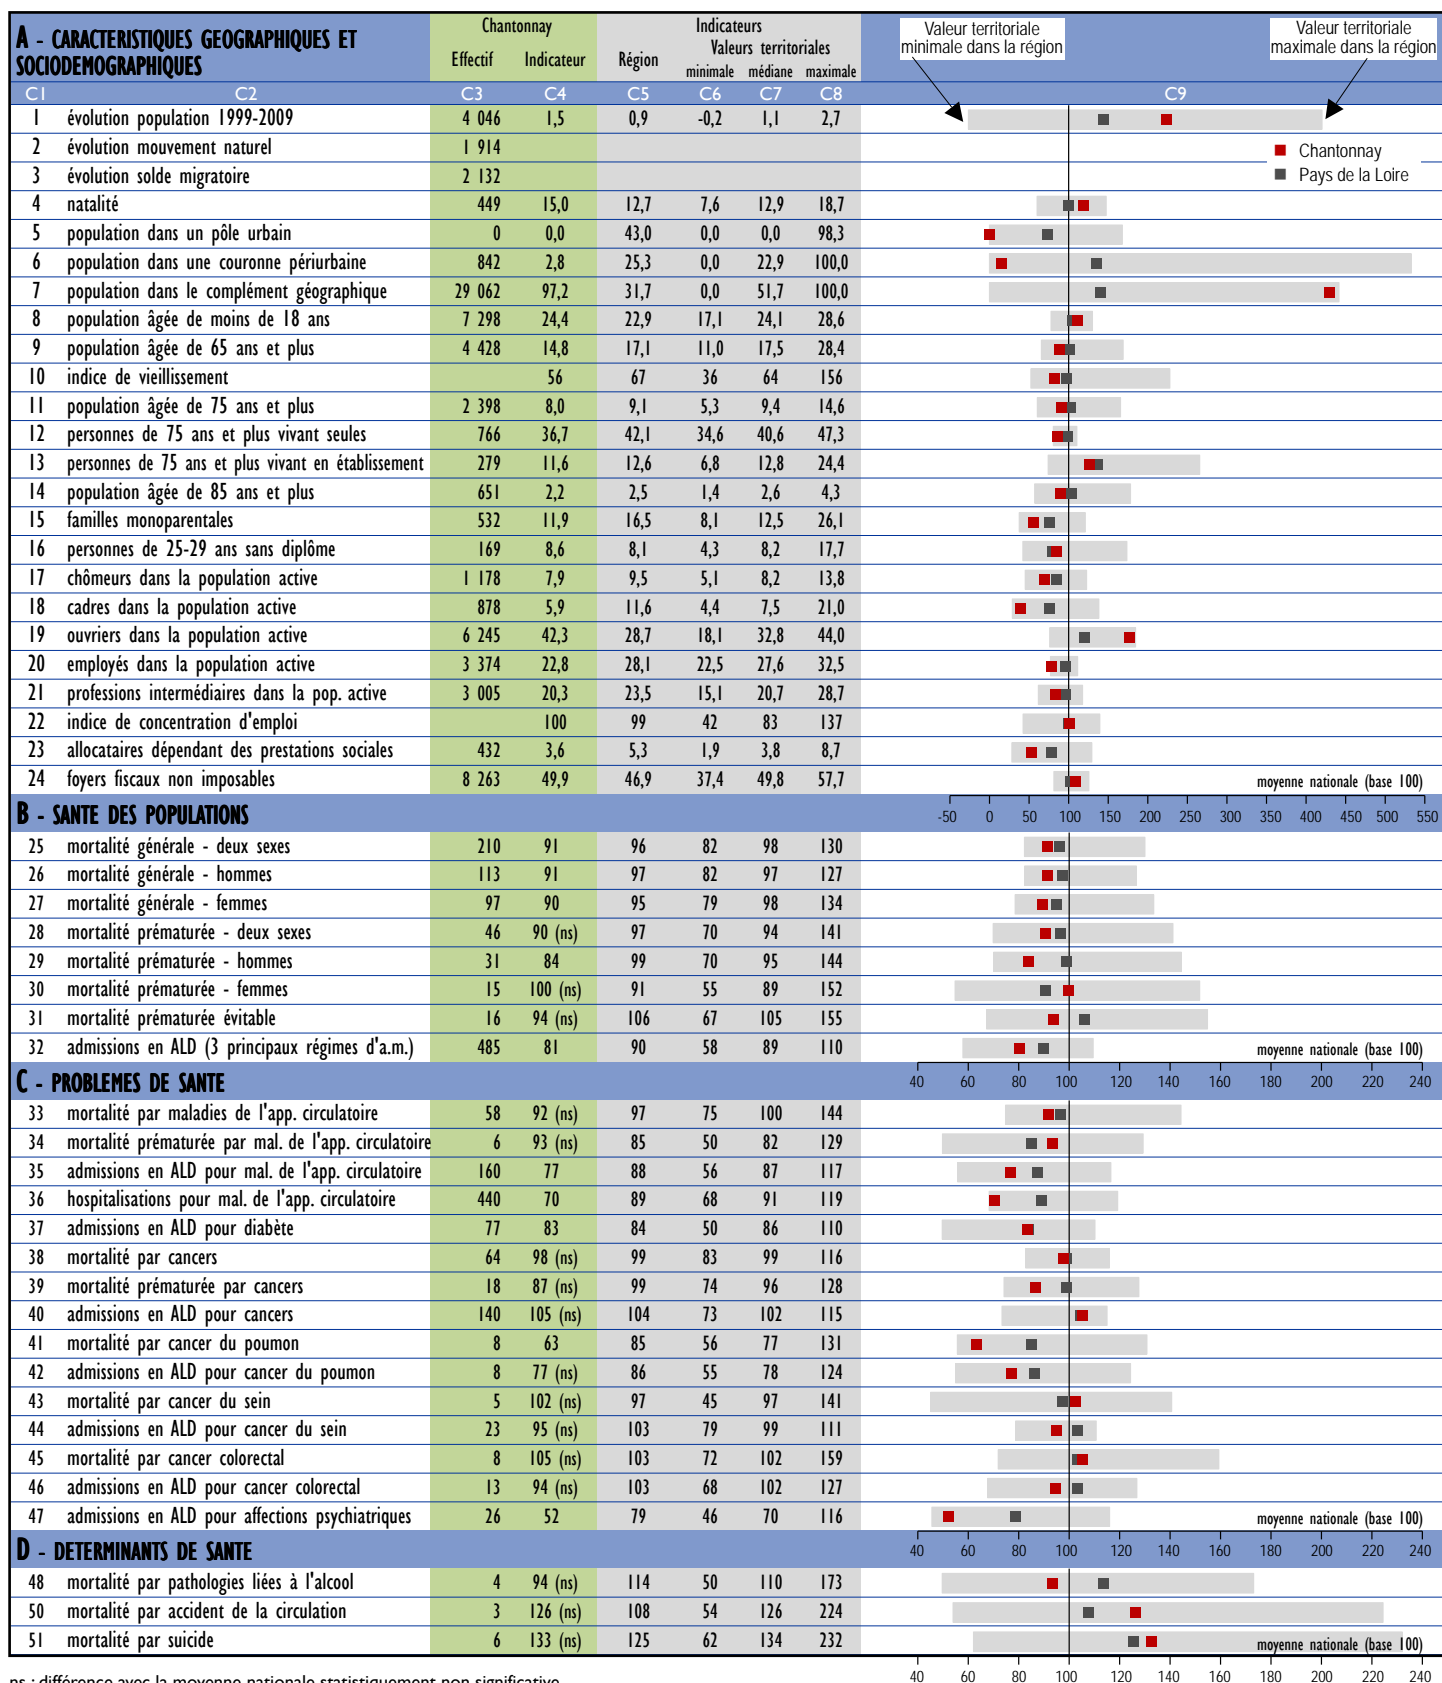 A - CARACTERISTIQUES GEOGRAPHIQUES ET SOCIODEMOGRAPHIQUES
Chantonnay
Indicateurs
Effectif Indicateur Région Valeurs territoriales
minimale médiane maximale
Valeur territoriale minimale dans la région
Valeur territoriale maximale dans la région
C1 C2 C3 C4 C5 C6 C7 C8 C9
1 évolution population 1999-2009 4 046 1,5 0,9 -0,2 1,1 2,7
2 évolution mouvement naturel 1 914
Chantonnay
3 évolution solde migratoire 2 132
Pays de la Loire
4 natalité 449 15,0 12,7 7,6 12,9 18,7
5 population dans un pôle urbain 0 0,0 43,0 0,0 0,0 98,3
6 population dans une couronne périurbaine 842 2,8 25,3 0,0 22,9 100,0
7 population dans le complément géographique 29 062 97,2 31,7 0,0 51,7 100,0
8 population âgée de moins de 18 ans 7 298 24,4 22,9 17,1 24,1 28,6
9 population âgée de 65 ans et plus 4 428 14,8 17,1 11,0 17,5 28,4
10 indice de vieillissement 56 67 36 64 156
11 population âgée de 75 ans et plus 2 398 8,0 9,1 5,3 9,4 14,6
12 personnes de 75 ans et plus vivant seules 766 36,7 42,1 34,6 40,6 47,3
13 personnes de 75 ans et plus vivant en établissement 279 11,6 12,6 6,8 12,8 24,4
14 population âgée de 85 ans et plus 651 2,2 2,5 1,4 2,6 4,3
15 familles monoparentales 532 11,9 16,5 8,1 12,5 26,1
16 personnes de 25-29 ans sans diplôme 169 8,6 8,1 4,3 8,2 17,7
17 chômeurs dans la population active 1 178 7,9 9,5 5,1 8,2 13,8
18 cadres dans la population active 878 5,9 11,6 4,4 7,5 21,0
19 ouvriers dans la population active 6 245 42,3 28,7 18,1 32,8 44,0
20 employés dans la population active 3 374 22,8 28,1 22,5 27,6 32,5
21 professions intermédiaires dans la pop. active 3 005 20,3 23,5 15,1 20,7 28,7
22 indice de concentration d'emploi 100 99 42 83 137
23 allocataires dépendant des prestations sociales 432 3,6 5,3 1,9 3,8 8,7
24 foyers fiscaux non imposables 8 263 49,9 46,9 37,4 49,8 57,7 moyenne nationale (base 100)
B - SANTE DES POPULATIONS -50 0 50 100 150 200 250 300 350 400 450 500 550
25 mortalité générale - deux sexes 210 91 96 82 98 130
26 mortalité générale - hommes 113 91 97 82 97 127
27 mortalité générale - femmes 97 90 95 79 98 134
28 mortalité prématurée - deux sexes 46 90 (ns) 97 70 94 141
29 mortalité prématurée - hommes 31 84 99 70 95 144
30 mortalité prématurée - femmes 15 100 (ns) 91 55 89 152
31 mortalité prématurée évitable 16 94 (ns) 106 67 105 155
32 admissions en ALD (3 principaux régimes d'a.m.) 485 81 90 58 89 110 moyenne nationale (base 100)
C - PROBLEMES DE SANTE 40 60 80 100 120 140 160 180 200 220 240
33 mortalité par maladies de l'app. circulatoire 58 92 (ns) 97 75 100 144
34 mortalité prématurée par mal. de l'app. circulatoire 6 93 (ns) 85 50 82 129
35 admissions en ALD pour mal. de l'app. circulatoire 160 77 88 56 87 117
36 hospitalisations pour mal. de l'app. circulatoire 440 70 89 68 91 119
37 admissions en ALD pour diabète 77 83 84 50 86 110
38 mortalité par cancers 64 98 (ns) 99 83 99 116
39 mortalité prématurée par cancers 18 87 (ns) 99 74 96 128
40 admissions en ALD pour cancers 140 105 (ns) 104 73 102 115
41 mortalité par cancer du poumon 8 63 85 56 77 131
42 admissions en ALD pour cancer du poumon 8 77 (ns) 86 55 78 124
43 mortalité par cancer du sein 5 102 (ns) 97 45 97 141
44 admissions en ALD pour cancer du sein 23 95 (ns) 103 79 99 111
45 mortalité par cancer colorectal 8 105 (ns) 103 72 102 159
46 admissions en ALD pour cancer colorectal 13 94 (ns) 103 68 102 127
47 admissions en ALD pour affections psychiatriques 26 52 79 46 70 116 moyenne nationale (base 100)
D - DETERMINANTS DE SANTE 40 60 80 100 120 140 160 180 200 220 240
48 mortalité par pathologies liées à l'alcool 4 94 (ns) 114 50 110 173
50 mortalité par accident de la circulation 3 126 (ns) 108 54 126 224
51 mortalité par suicide 6 133 (ns) 125 62 134 232 moyenne nationale (base 100)
40 60 80 100 120 140 160 180 200 220 240
ns : différence avec la moyenne nationale statistiquement non significative